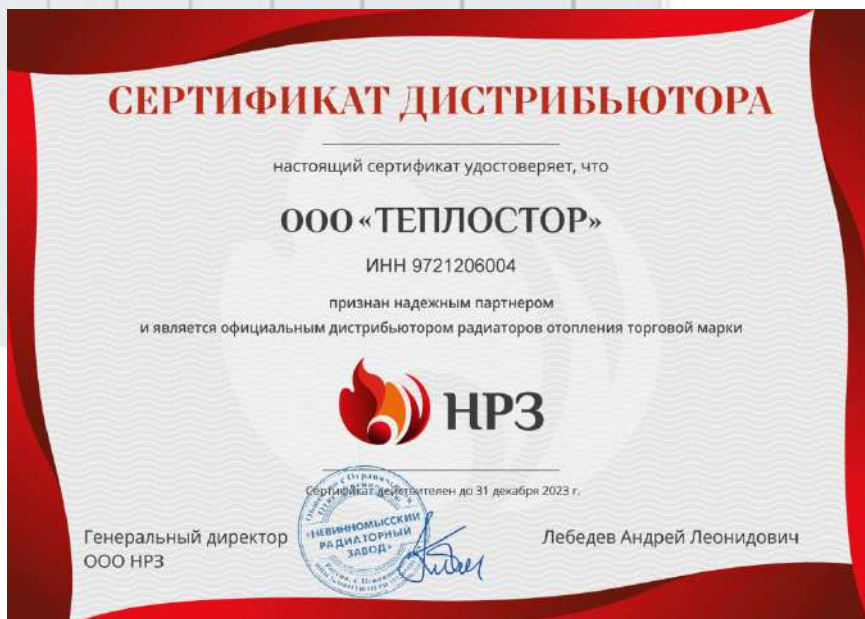 СЕРТИФИКАТ ДИСТРИБЬЮТОРА
настоящий сертификат удостоверяет, что
ООО «ТЕПЛОСТОР»
ИНН 9721206004
признан надежным партнером
и является официальным дистрибьютором радиаторов отопления торговой марки
НРЗ
Сертификат действителен до 31 декабря 2023 г.
Генеральный директор
ООО НРЗ
«НЕВИННОМЫССКИЙ
РАДИАТОРНЫЙ
ЗАВОД»
Лебедев Андрей Леонидович